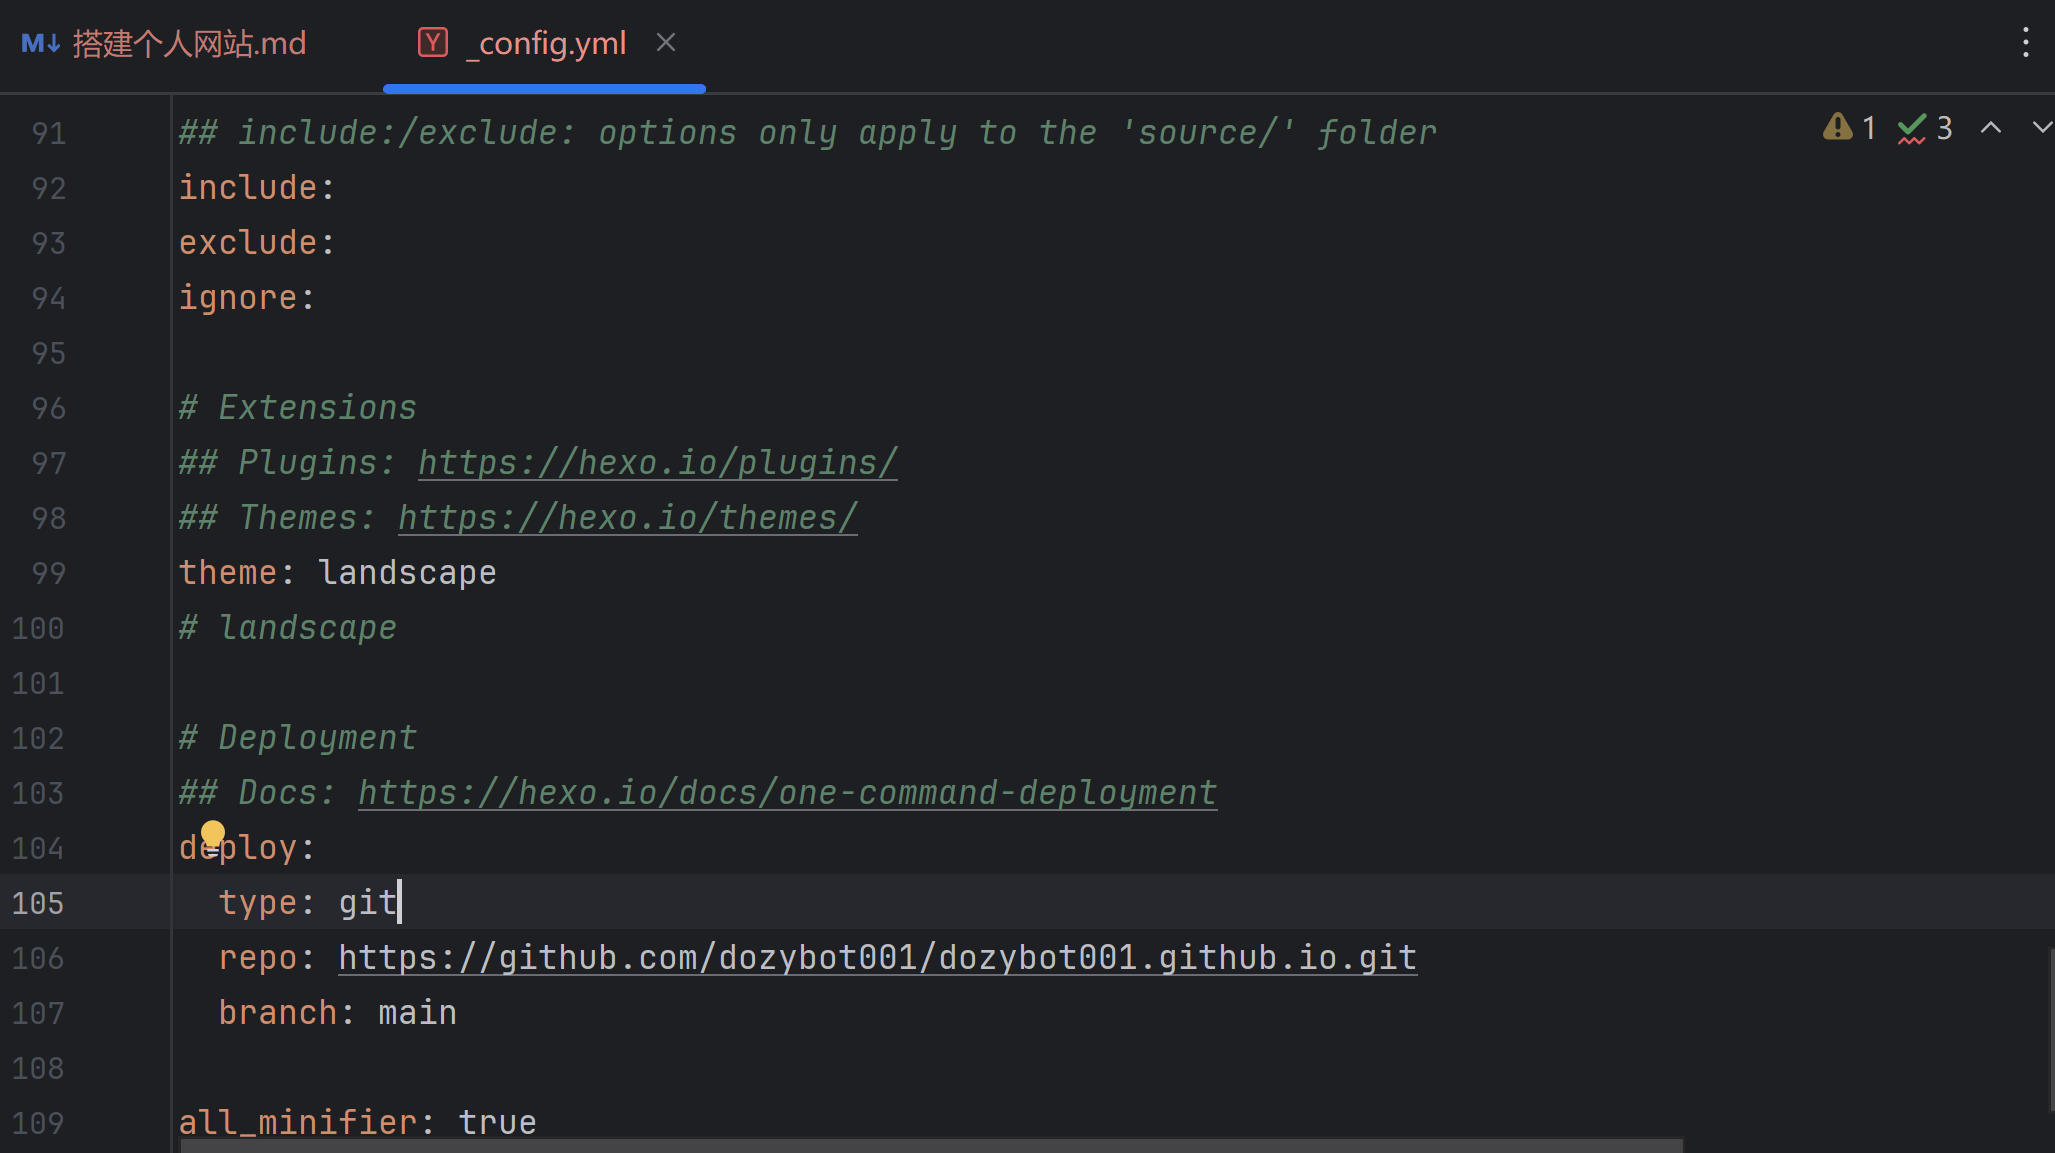 M↓ 搭建个人网站.md
Y _config.yml
1 3
91 ## include:/exclude: options only apply to the 'source/' folder
92 include:
93 exclude:
94 ignore:
95
96 # Extensions
97 ## Plugins: https://hexo.io/plugins/
98 ## Themes: https://hexo.io/themes/
99 theme: landscape
100 # landscape
101
102 # Deployment
103 ## Docs: https://hexo.io/docs/one-command-deployment
104 deploy:
105   type: git
106   repo: https://github.com/dozybot001/dozybot001.github.io.git
107   branch: main
108
109 all_minifier: true